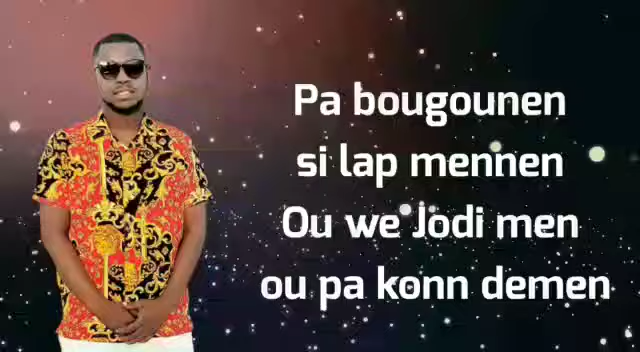 Pa bougounen
si lap mennen
Ou we Jodi men
ou pa konn demen